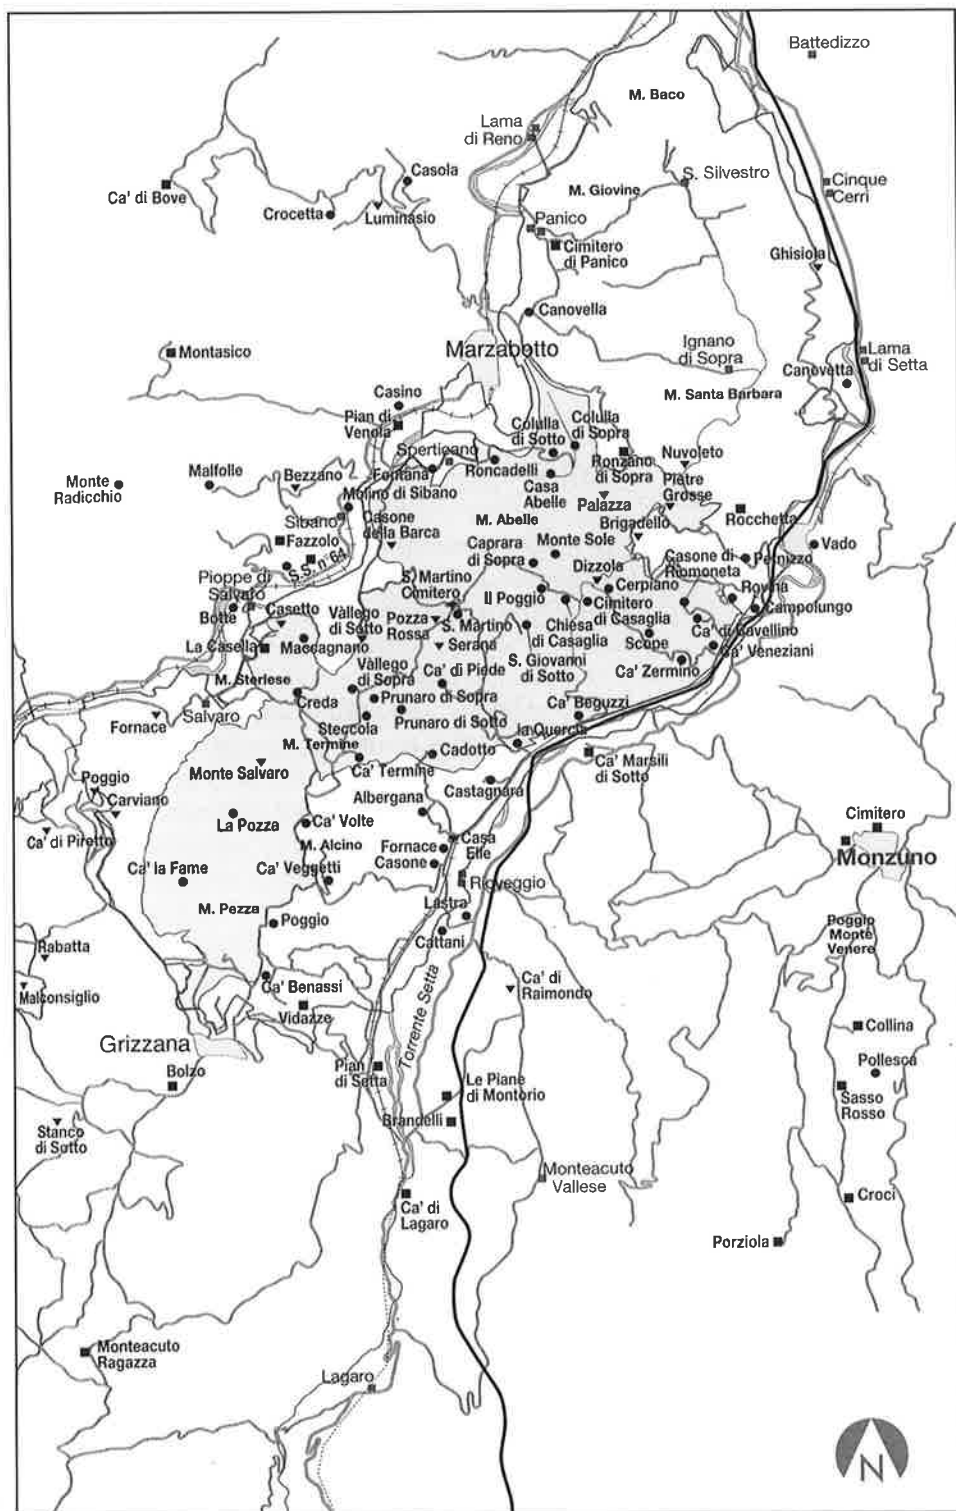 Battedizzo
M. Baco
Lama
di Reno
Casola
Ca' di Bove
Crocetta
Luminasio
M. Giovine
S. Silvestro
Cinque
Cerri
Panico
Cimitero
di Panico
Ghisiola
Canovella
Montasico
Marzabotto
Ignano
di Sopra
Lama
di Setta
Canovetta
M. Santa Barbara
Casino
Pian di
Venola
Colulla
di Sotto
Colulla
di Sopra
Sperticano
Fontana
Roncadelli
Ronzano
di Sopra
Nuvoleto
Monte
Radicchio
Malfolle
Bezzano
Molino di Sibano
Casa
Abelle
Palazza
Pietre
Grosse
Sibano
Casone
della Barca
M. Abelle
Brigadello
Rocchetta
Fazzolo
S.S. n°64
Caprara
di Sopra
Monte Sole
Dizzola
Casone di
Riomoneta
Pernizzo
Vado
Pioppe di
Salvaro
S. Martino
Cimitero
Il Poggio
Cerpiano
Rovina
Botte
Casetto
Vàllego
di Sotto
Pozza
Rossa
S. Martino
Chiesa
di Casaglia
Cimitero
di Casaglia
Campolungo
Ca' di Gavellino
La Casella
Maccagnano
Serana
Scope
Ca' Veneziani
M. Sterlese
Vàllego
di Sopra
Ca' di Piede
S. Giovanni
di Sotto
Ca' Zermino
Creda
Prunaro di Sopra
Salvaro
Fornace
Steccola
Prunaro di Sotto
Ca' Beguzzi
la Quercia
M. Termine
Ca' Termine
Cadotto
Ca' Marsili
di Sotto
Monte Salvaro
Poggio
Carviano
Albergana
Castagnara
La Pozza
Ca' Volte
Cimitero
Ca' di Piretto
M. Alcino
Fornace
Casone
Casa
Elle
Monzuno
Ca' la Fame
Ca' Veggetti
Rioveggio
M. Pezza
Poggio
Lastra
Cattani
Poggio
Monte
Venere
Rabatta
Malconsiglio
Ca' Benassi
Vidazze
Torrente Setta
Ca' di
Raimondo
Grizzana
Collina
Bolzo
Pian
di Setta
Pollesca
Le Piane
di Montorio
Sasso
Rosso
Stanco
di Sotto
Brandelli
Monteacuto
Vallese
Ca' di
Lagaro
Croci
Porziola
Monteacuto
Ragazza
Lagaro
N